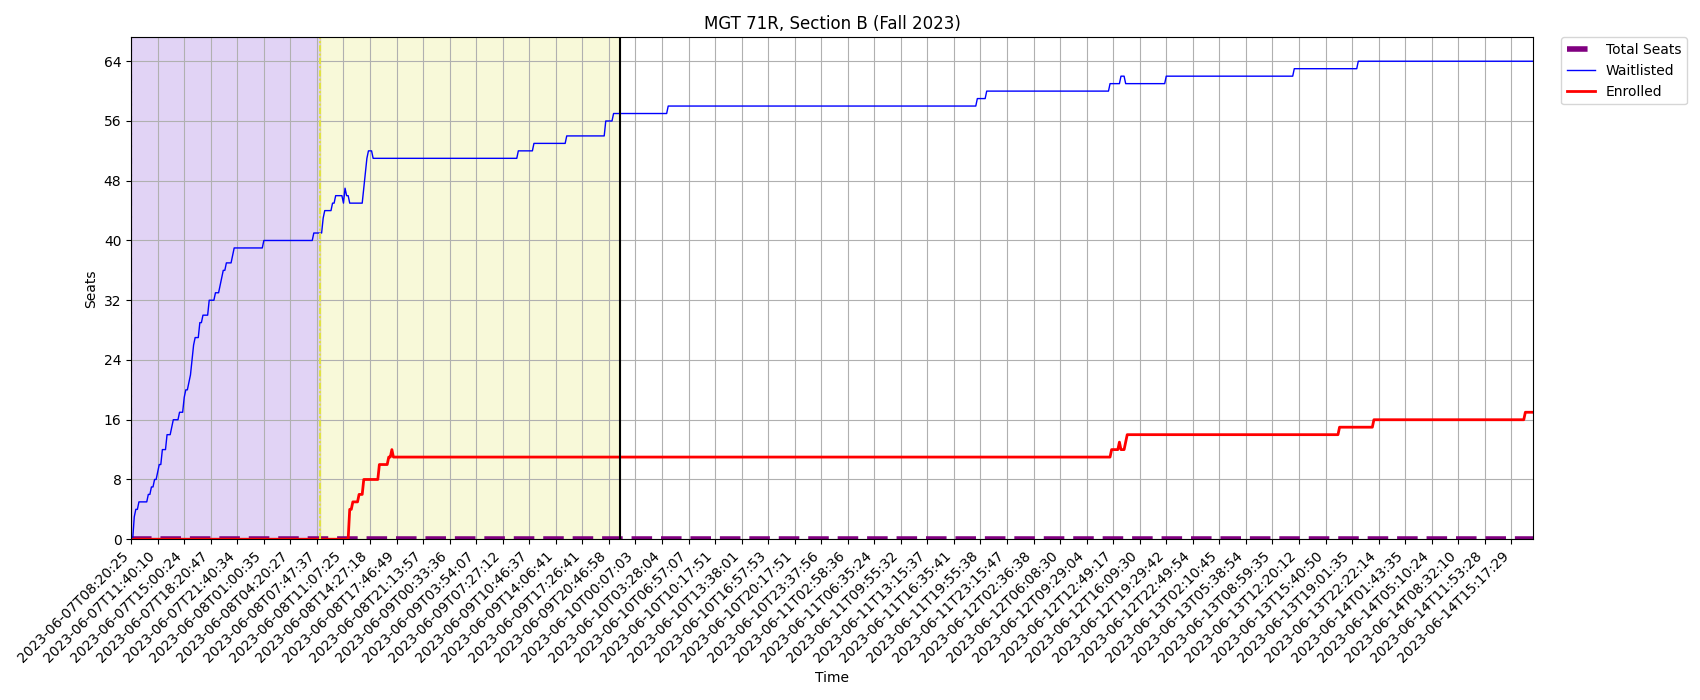 MGT 71R, Section B (Fall 2023)
Total Seats
Waitlisted
Enrolled
Seats
64
56
48
40
32
24
16
8
0
2023-06-07T08:20:25
2023-06-07T11:40:10
2023-06-07T15:00:24
2023-06-07T18:20:47
2023-06-07T21:40:34
2023-06-08T01:00:35
2023-06-08T04:20:27
2023-06-08T07:47:37
2023-06-08T11:07:25
2023-06-08T14:27:18
2023-06-08T17:46:49
2023-06-08T21:13:57
2023-06-09T00:33:36
2023-06-09T03:54:07
2023-06-09T07:27:12
2023-06-09T10:46:37
2023-06-09T14:06:41
2023-06-09T17:26:41
2023-06-09T20:46:58
2023-06-10T00:07:03
2023-06-10T03:28:04
2023-06-10T06:57:07
2023-06-10T10:17:51
2023-06-10T13:38:01
2023-06-10T16:57:53
2023-06-10T20:17:51
2023-06-10T23:37:56
2023-06-11T02:58:36
2023-06-11T06:35:24
2023-06-11T09:55:32
2023-06-11T13:15:37
2023-06-11T16:35:41
2023-06-11T19:55:38
2023-06-11T23:15:47
2023-06-12T02:36:38
2023-06-12T06:08:30
2023-06-12T09:29:04
2023-06-12T12:49:17
2023-06-12T16:09:30
2023-06-12T19:29:42
2023-06-12T22:49:54
2023-06-13T02:10:45
2023-06-13T05:38:54
2023-06-13T08:59:35
2023-06-13T12:20:12
2023-06-13T15:40:50
2023-06-13T19:01:35
2023-06-13T22:22:14
2023-06-14T01:43:35
2023-06-14T05:10:24
2023-06-14T08:32:10
2023-06-14T11:53:28
2023-06-14T15:17:29
Time